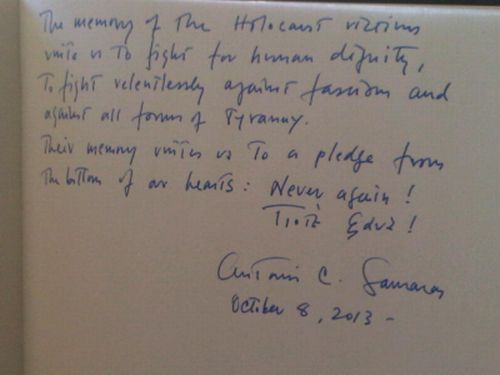 The memory of the Holocaust victims
unite us to fight for human dignity,
To fight relentlessly against fascism and
against all forms of Tyranny.
Their memory unites us to a pledge from
the bottom of our hearts: Never again!
Ποτέ ξανά!
Antonis C. Samaras
October 8, 2013 -